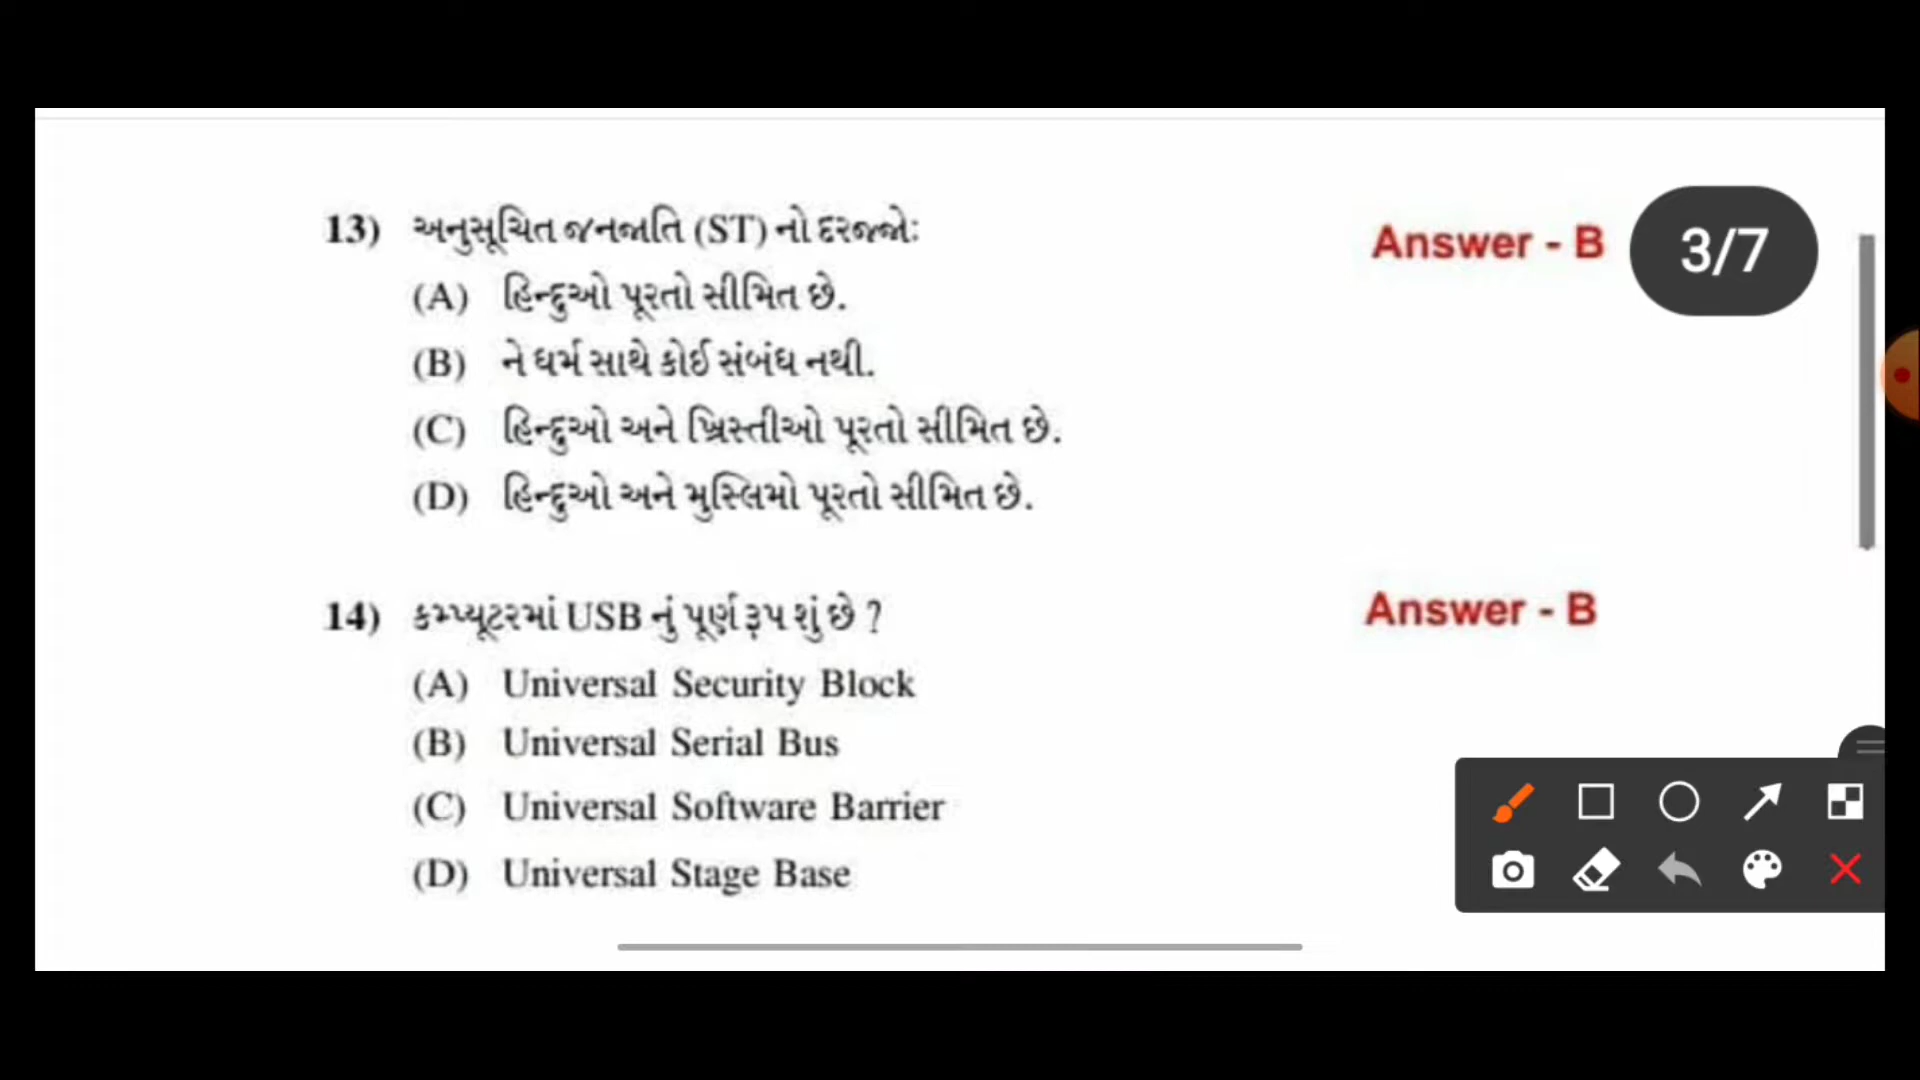 13) અનુસૂચિત જનજાતિ (ST) નો દરજ્જોઃ
Answer - B
3/7
(A) હિન્દુઓ પૂરતો સીમિત છે.
(B) ને ધર્મ સાથે કોઈ સંબંધ નથી.
(C) હિન્દુઓ અને ખ્રિસ્તીઓ પૂરતો સીમિત છે.
(D) હિન્દુઓ અને મુસ્લિમો પૂરતો સીમિત છે.
14) કમ્પ્યૂટરમાં USB નું પૂર્ણ રૂપ શું છે ?
Answer - B
(A) Universal Security Block
(B) Universal Serial Bus
(C) Universal Software Barrier
(D) Universal Stage Base